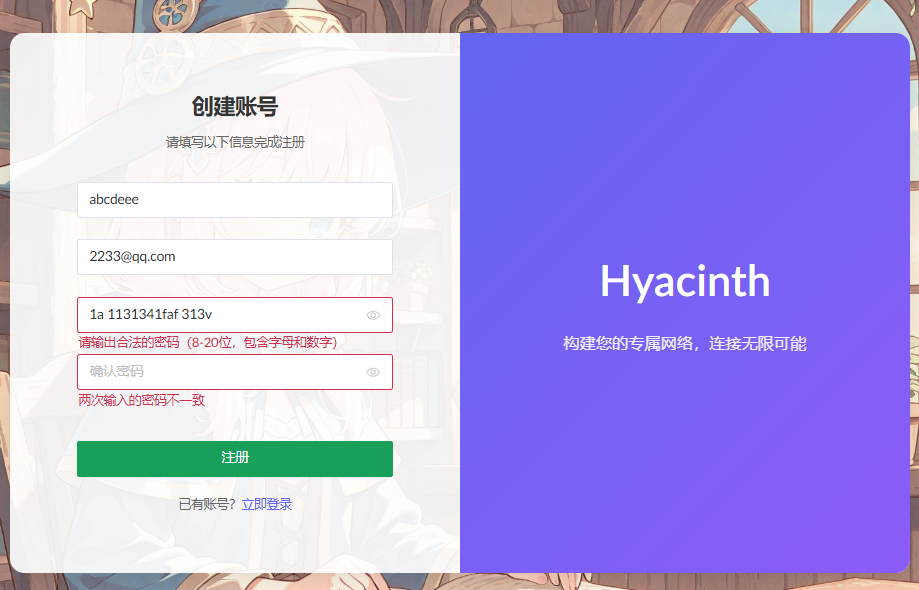 创建账号
请填写以下信息完成注册
abcdeee
2233@qq.com
1a 1131341faf 313v
请输出合法的密码（8-20位，包含字母和数字）
确认密码
两次输入的密码不一致
注册
已有账号？立即登录
Hyacinth
构建您的专属网络，连接无限可能